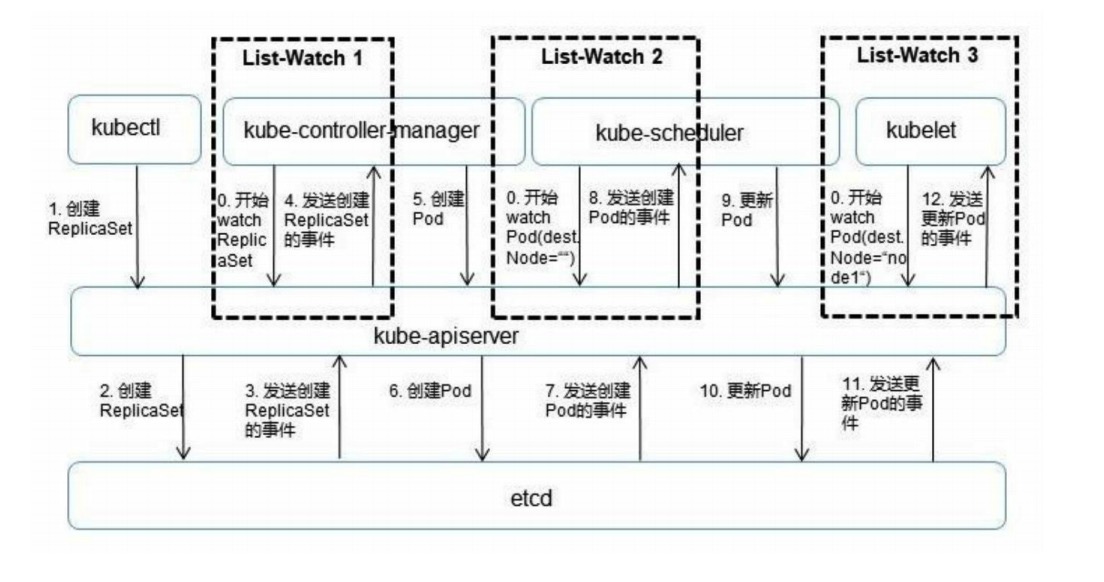 List-Watch 1
List-Watch 2
List-Watch 3
kubectl
kube-controller-manager
kube-scheduler
kubelet
1. 创建
ReplicaSet
0. 开始
watch
Replic
aSet
4. 发送创建
ReplicaSet
的事件
5. 创建
Pod
0. 开始
watch
Pod(dest.
Node="")
8. 发送创建
Pod的事件
9. 更新
Pod
0. 开始
watch
Pod(dest.
Node="no
de1")
12. 发送
更新Pod
的事件
kube-apiserver
2. 创建
ReplicaSet
3. 发送创建
ReplicaSet
的事件
6. 创建Pod
7. 发送创建
Pod的事件
10. 更新Pod
11. 发送更
新Pod的事
件
etcd